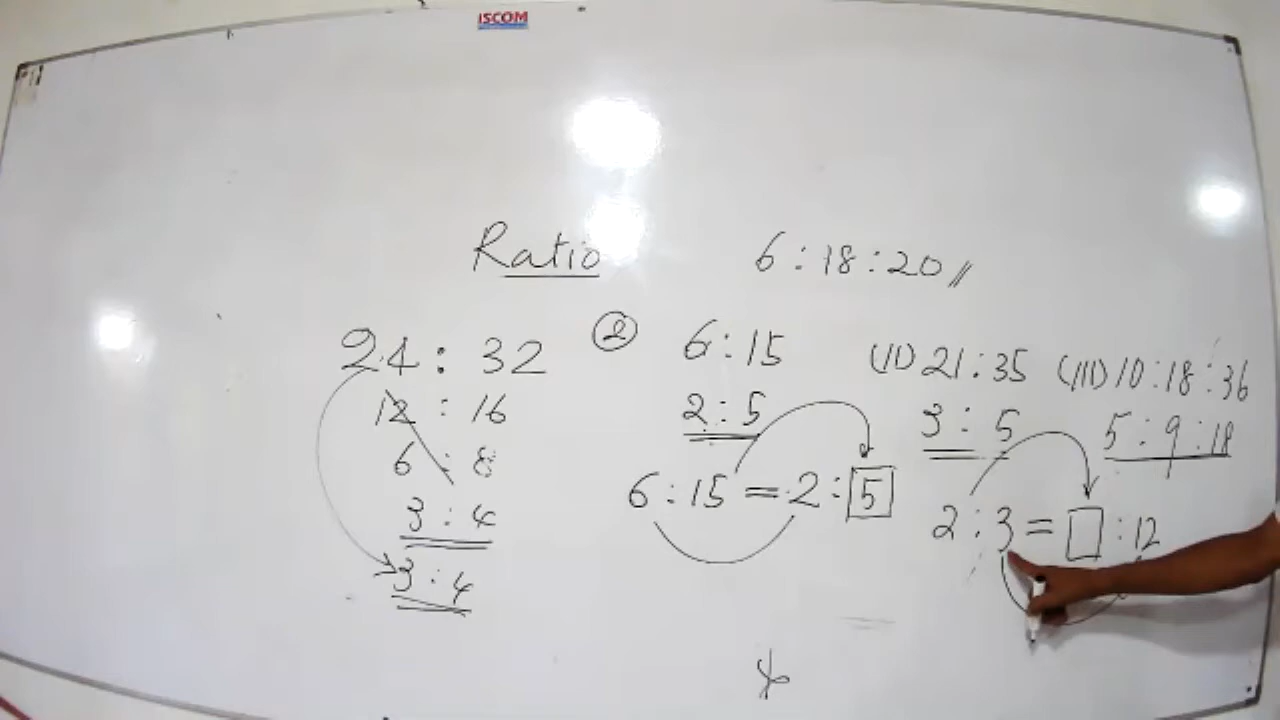 ISCOM
Ratio
6 : 18 : 20 //
24 : 32
12 : 16
6 : 8
3 : 4
3 : 4
② 6 : 15
2 : 5
6 : 15 = 2 : 5
(II) 21 : 35
3 : 5
(III) 10 : 18 : 36
5 : 9 : 18
2 : 3 = □ : 12